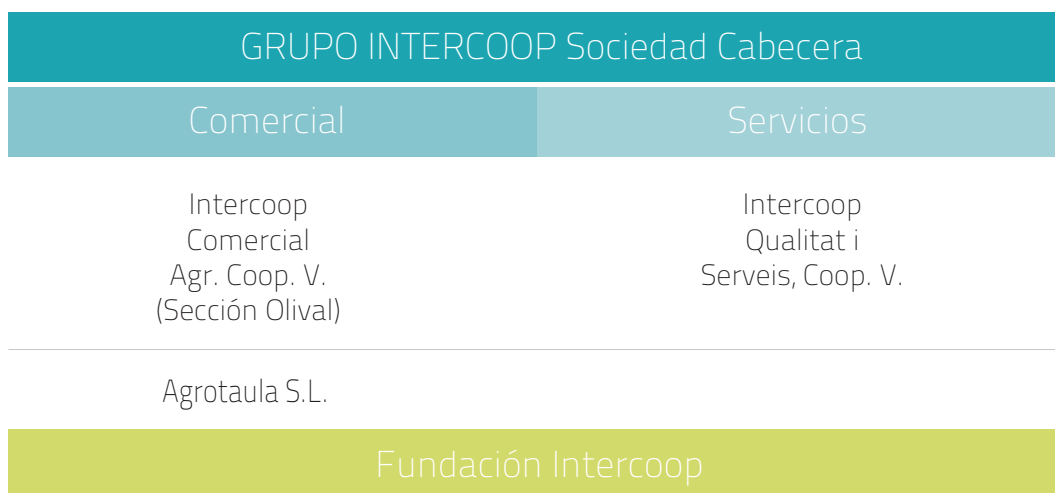 GRUPO INTERCOOP Sociedad Cabecera
Comercial
Servicios
Intercoop
Comercial
Agr. Coop. V.
(Sección Olival)
Intercoop
Qualitat i
Serveis, Coop. V.
Agrotaula S.L.
Fundación Intercoop